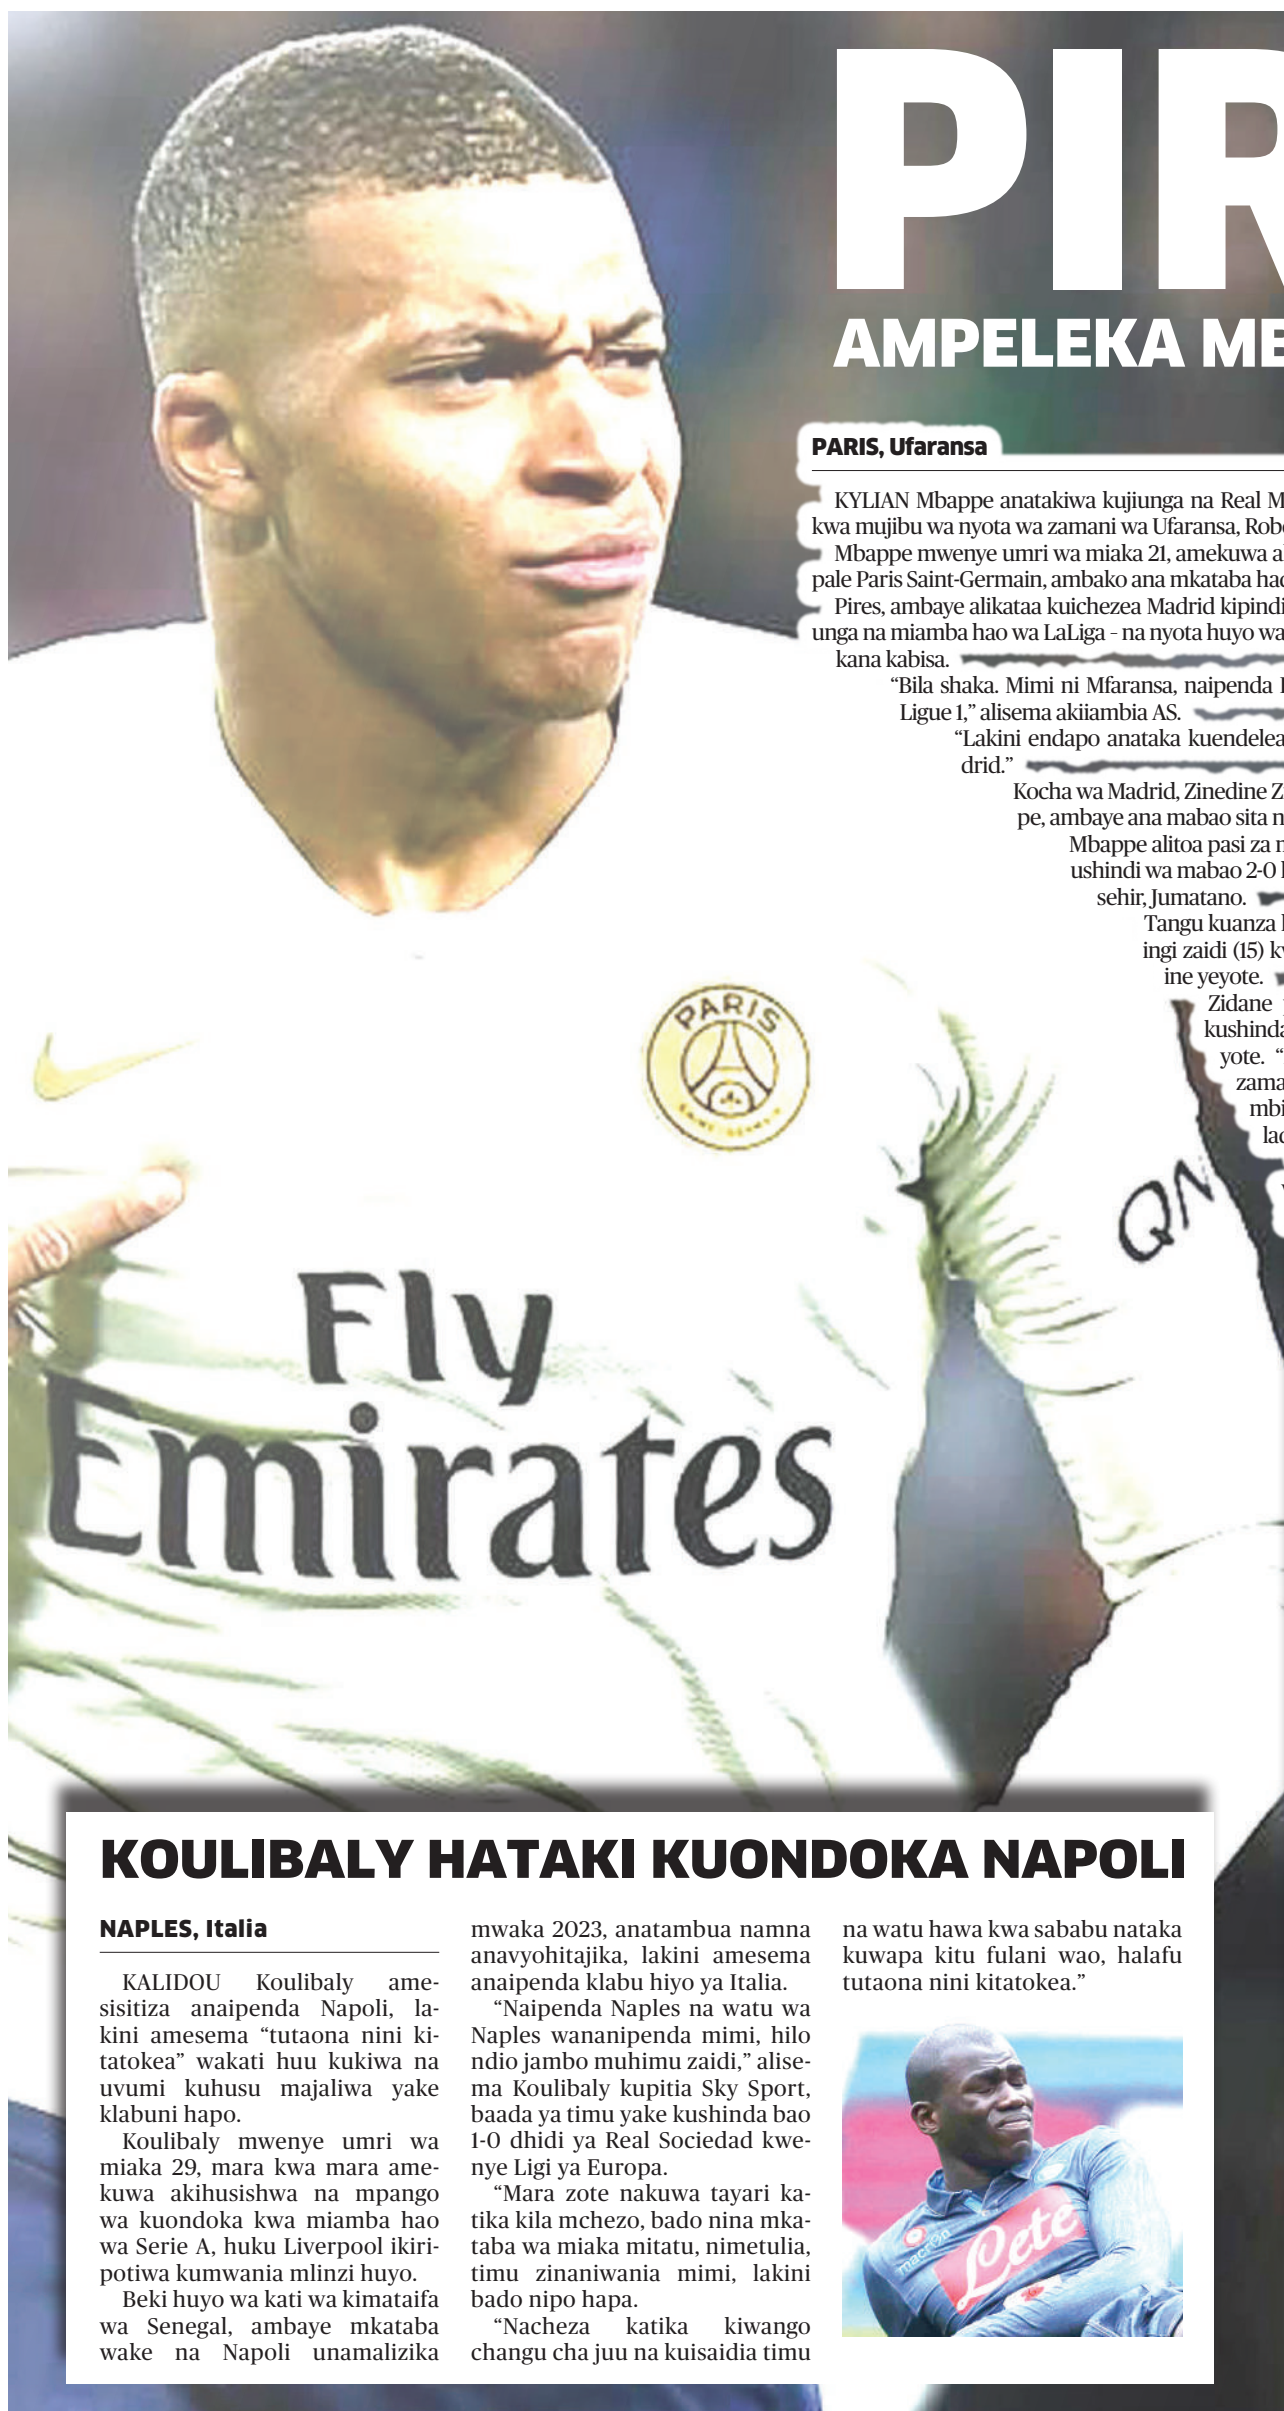 PIR
AMPELEKA MB
PARIS, Ufaransa
KYLIAN Mbappe anatakiwa kujiunga na Real M
kwa mujibu wa nyota wa zamani wa Ufaransa, Rob
Mbappe mwenye umri wa miaka 21, amekuwa a
pale Paris Saint-Germain, ambako ana mkataba had
Pires, ambaye alikataa kuichezea Madrid kipindi
unga na miamba hao wa LaLiga - na nyota huyo wa
kana kabisa.
“Bila shaka. Mimi ni Mfaransa, naipenda
Ligue 1,” alisema akiiambia AS.
“Lakini endapo anataka kuendelea
drid.”
Kocha wa Madrid, Zinedine Z
pe, ambaye ana mabao sita n
Mbappe alitoa pasi za m
ushindi wa mabao 2-0
sehir, Jumatano.
Tangu kuanza
ingi zaidi (15) kw
ine yeyote.
Zidane
kushinda
yote. “
zama
mbi
lad
PARIS
SAINT-GERMAIN
QN
Fly
Emirates
KOULIBALY HATAKI KUONDOKA NAPOLI
NAPLES, Italia
KALIDOU Koulibaly ame-
sisitiza anaipenda Napoli, la-
kini amesema “tutaona nini ki-
tatokea” wakati huu kukiwa na
uvumi kuhusu majaliwa yake
klabuni hapo.
Koulibaly mwenye umri wa
miaka 29, mara kwa mara ame-
kuwa akihusishwa na mpango
wa kuondoka kwa miamba hao
wa Serie A, huku Liverpool ikiri-
potiwa kumwania mlinzi huyo.
Beki huyo wa kati wa kimataifa
wa Senegal, ambaye mkataba
wake na Napoli unamalizika
mwaka 2023, anatambua namna
anavyohitajika, lakini amesema
anaipenda klabu hiyo ya Italia.
“Naipenda Naples na watu wa
Naples wananipenda mimi, hilo
ndio jambo muhimu zaidi,” alise-
ma Koulibaly kupitia Sky Sport,
baada ya timu yake kushinda bao
1-0 dhidi ya Real Sociedad kwe-
nye Ligi ya Europa.
“Mara zote nakuwa tayari ka-
tika kila mchezo, bado nina mka-
taba wa miaka mitatu, nimetulia,
timu zinaniwania mimi, lakini
bado nipo hapa.
“Nacheza katika kiwango
changu cha juu na kuisaidia timu
na watu hawa kwa sababu nataka
kuwapa kitu fulani wao, halafu
tutaona nini kitatokea.”
macron
Lete